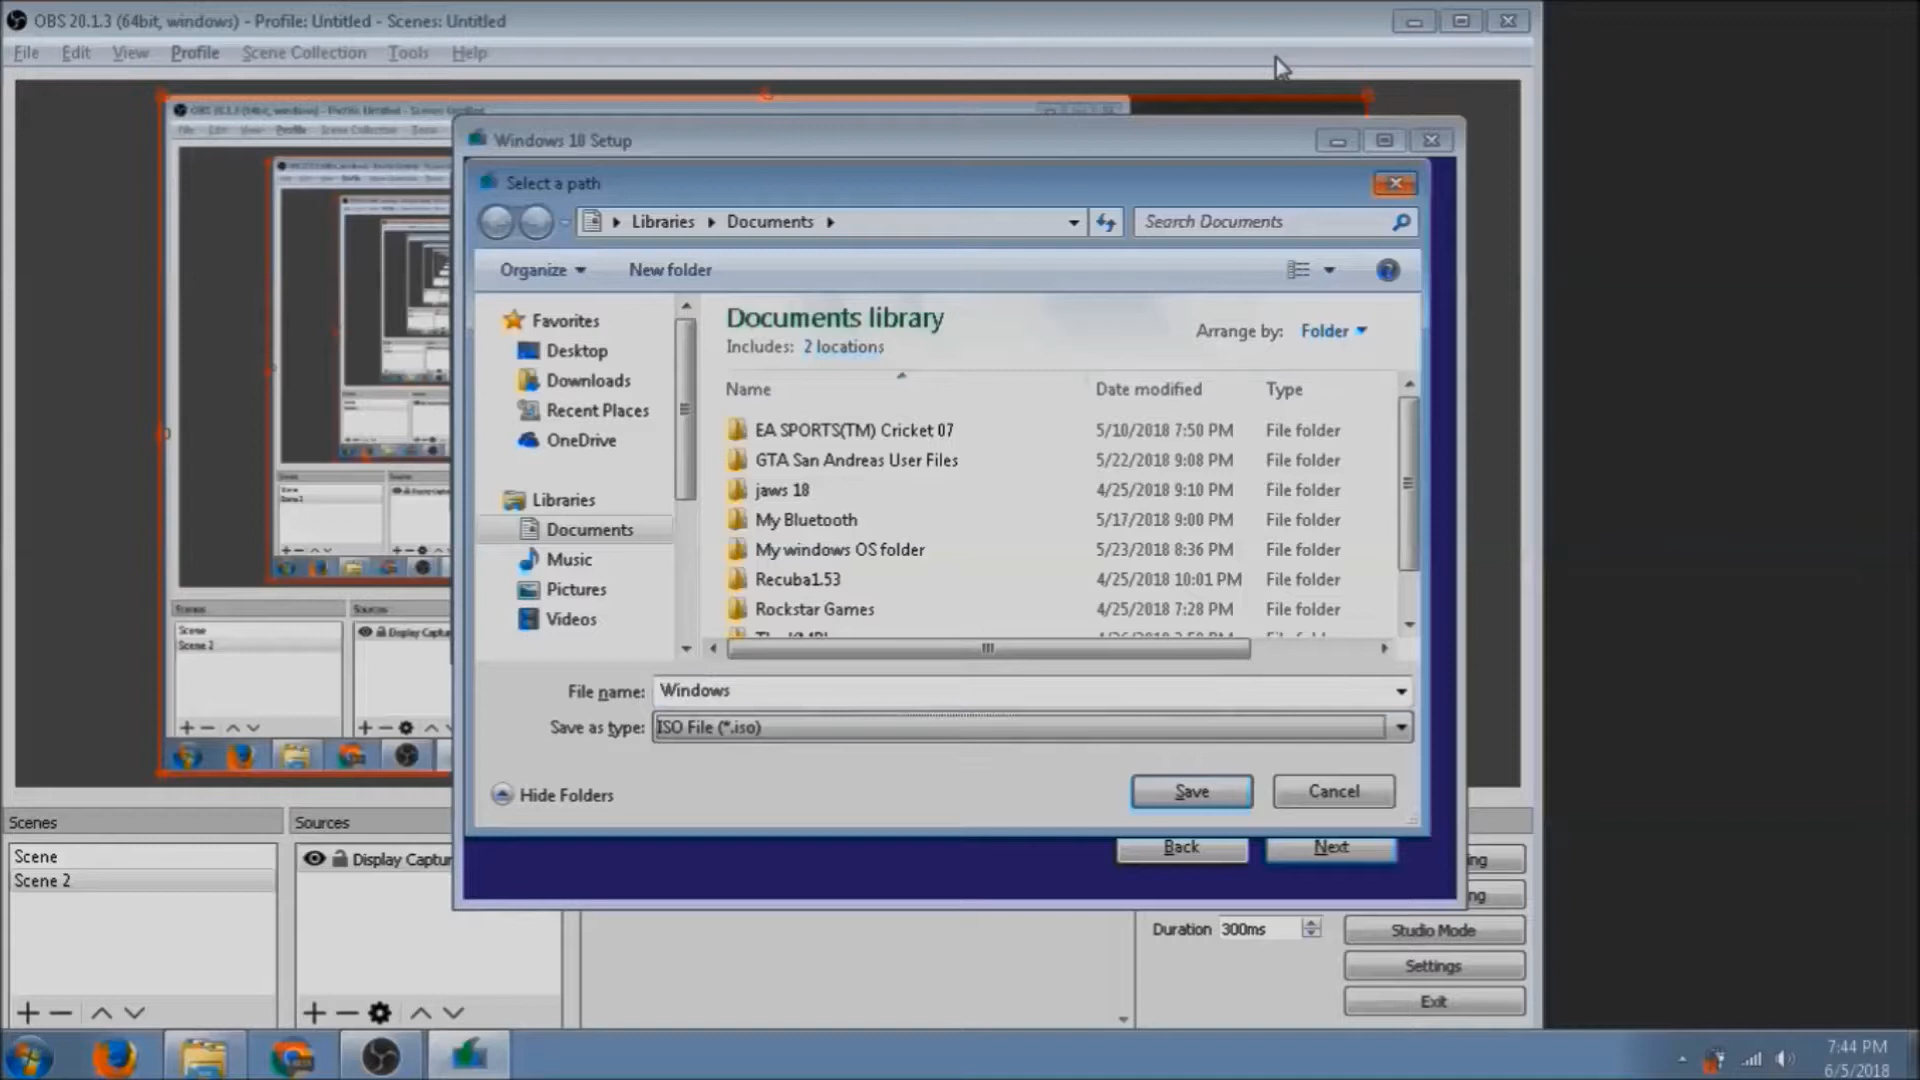 OBS 20.1.3 (64bit, windows) - Profile: Untitled - Scenes: Untitled
File Edit View Profile Scene Collection Tools Help
Windows 10 Setup
Select a path
Libraries Documents
Search Documents
Organize New folder
Favorites
Desktop
Downloads
Recent Places
OneDrive
Libraries
Documents
Music
Pictures
Videos
Documents library
Includes: 2 locations
Arrange by: Folder
Name Date modified Type
EA SPORTS(TM) Cricket 07 5/10/2018 7:50 PM File folder
GTA San Andreas User Files 5/22/2018 9:08 PM File folder
jaws 18 4/25/2018 9:10 PM File folder
My Bluetooth 5/17/2018 9:00 PM File folder
My windows OS folder 5/23/2018 8:36 PM File folder
Recuba1.53 4/25/2018 10:01 PM File folder
Rockstar Games 4/25/2018 7:28 PM File folder
File name: Windows
Save as type: ISO File (*.iso)
Hide Folders
Save Cancel
Back Next
Scenes
Scene
Scene 2
Sources
Display Captur
Scenes
Scene
Scene 2
Sources
Display Captu
Duration 300ms
Studio Mode
Settings
Exit
7:44 PM
6/5/2018